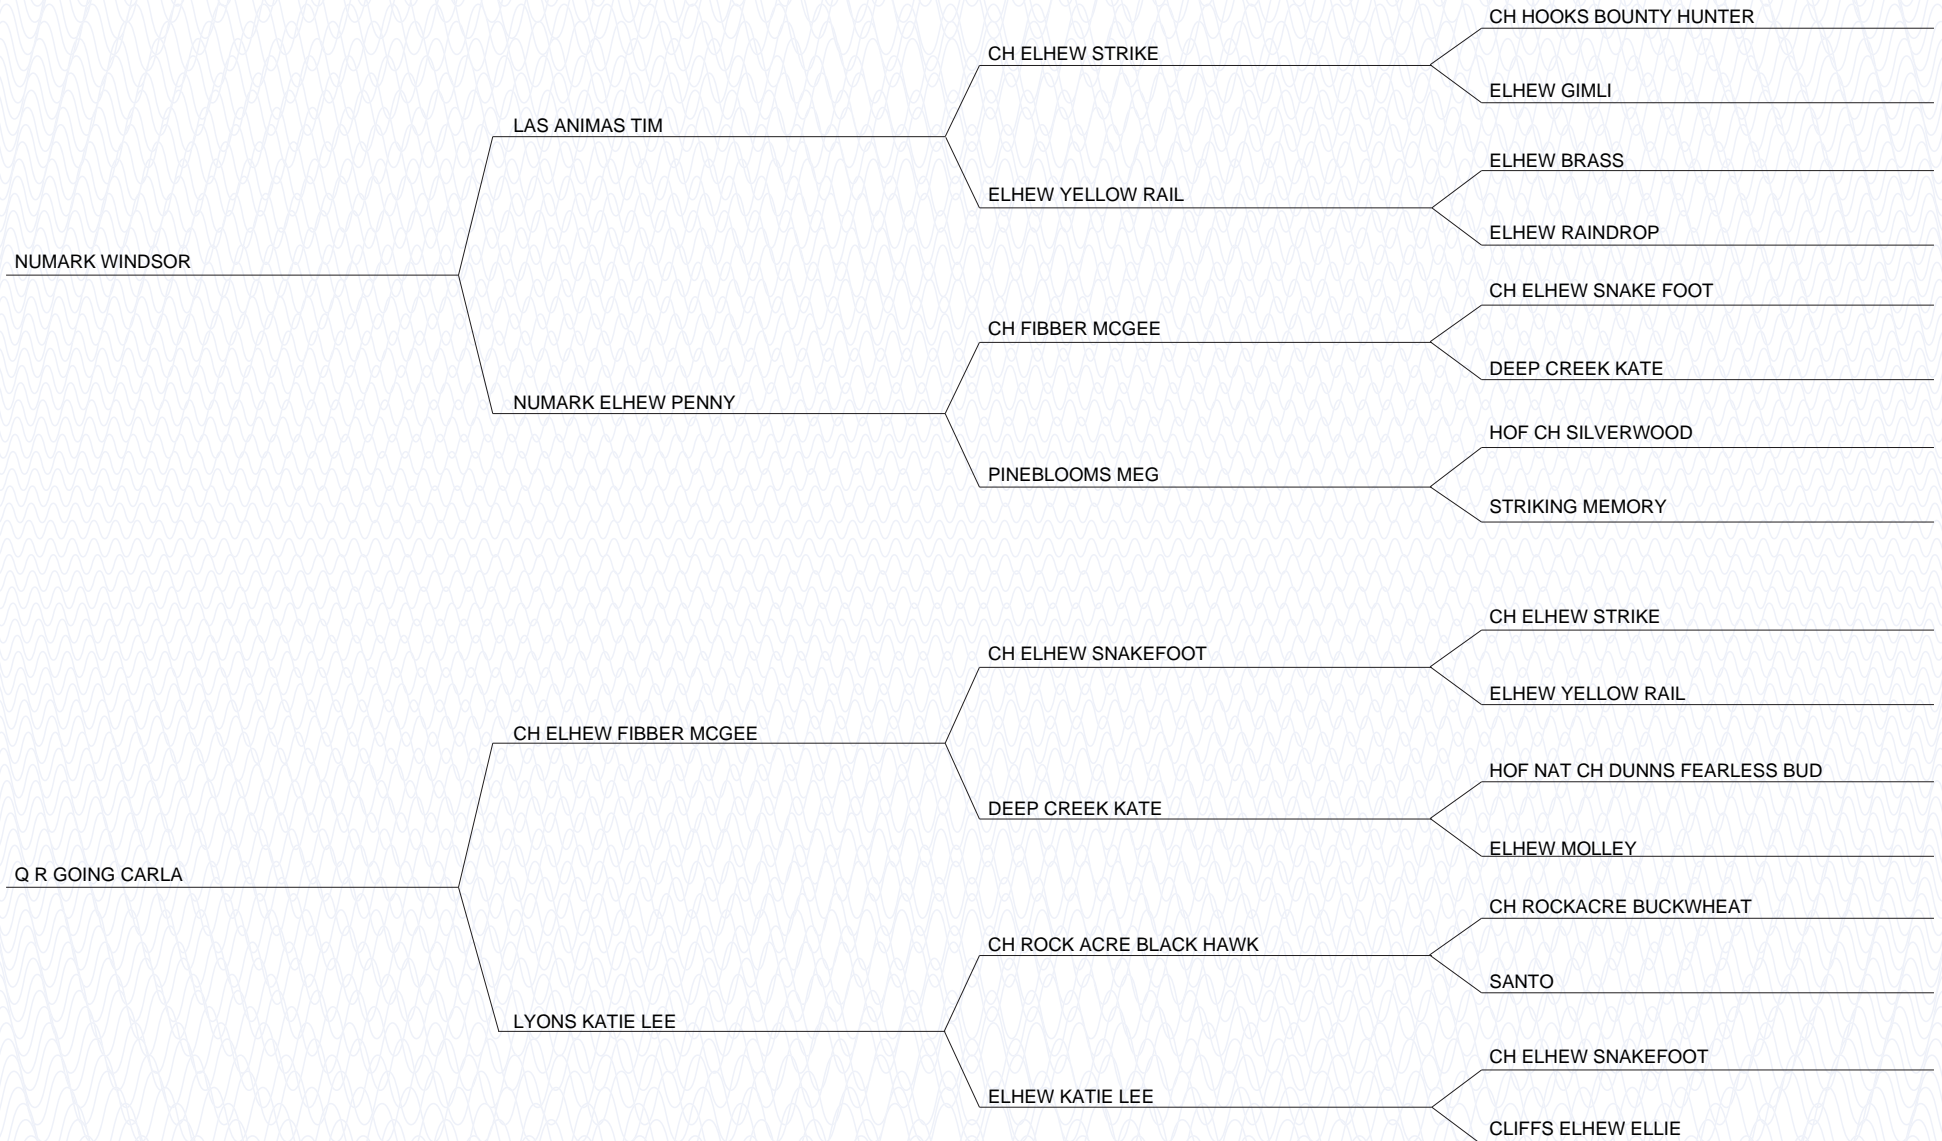 CH HOOKS BOUNTY HUNTER
CH ELHEW STRIKE
ELHEW GIMLI
LAS ANIMAS TIM
ELHEW BRASS
ELHEW YELLOW RAIL
ELHEW RAINDROP
NUMARK WINDSOR
CH ELHEW SNAKE FOOT
CH FIBBER MCGEE
DEEP CREEK KATE
NUMARK ELHEW PENNY
HOF CH SILVERWOOD
PINEBLOOMS MEG
STRIKING MEMORY
CH ELHEW STRIKE
CH ELHEW SNAKEFOOT
ELHEW YELLOW RAIL
CH ELHEW FIBBER MCGEE
HOF NAT CH DUNNS FEARLESS BUD
DEEP CREEK KATE
ELHEW MOLLEY
Q R GOING CARLA
CH ROCKACRE BUCKWHEAT
CH ROCK ACRE BLACK HAWK
SANTO
LYONS KATIE LEE
CH ELHEW SNAKEFOOT
ELHEW KATIE LEE
CLIFFS ELHEW ELLIE